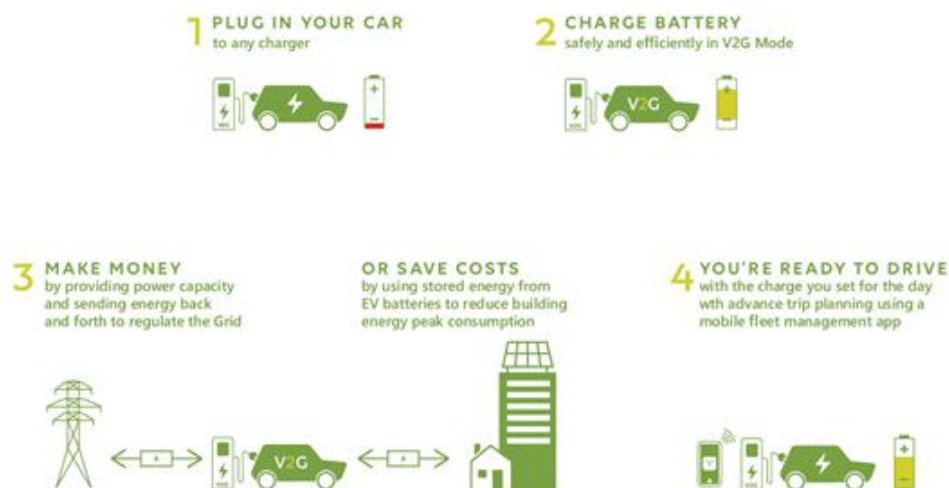 1 PLUG IN YOUR CAR
to any charger
2 CHARGE BATTERY
safely and efficiently in V2G Mode
V2G
3 MAKE MONEY
by providing power capacity
and sending energy back
and forth to regulate the Grid
OR SAVE COSTS
by using stored energy from
EV batteries to reduce building
energy peak consumption
4 YOU'RE READY TO DRIVE
with the charge you set for the day
wth advance trip planning using a
mobile fleet management app
V2G